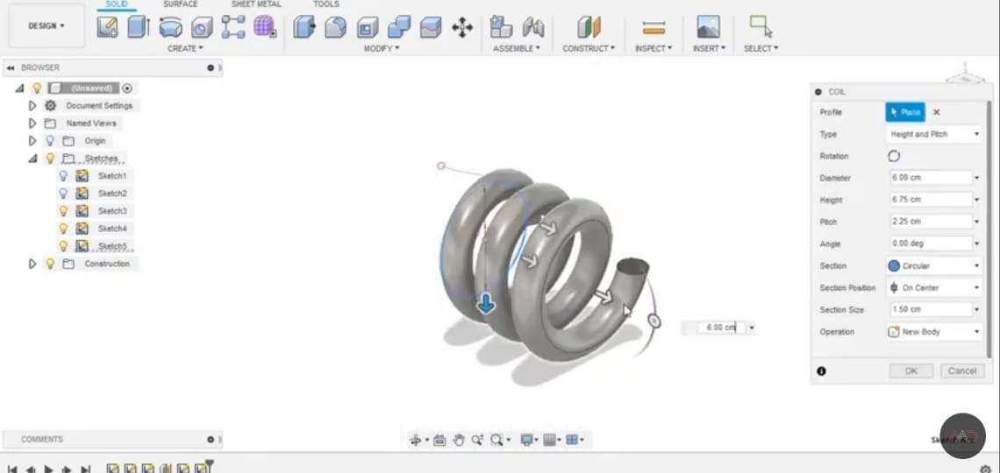 SOLID SURFACE SHEET METAL TOOLS
DESIGN
CREATE MODIFY ASSEMBLE CONSTRUCT INSPECT INSERT SELECT
BROWSER
(Unsaved)
Document Settings
Named Views
Origin
Sketches
Sketch1
Sketch2
Sketch3
Sketch4
Sketch5
Construction
6.00 cm
COIL
Profile Plane
Type Height and Pitch
Rotation
Diameter 6.00 cm
Height 6.75 cm
Pitch 2.25 cm
Angle 0.00 deg
Section Circular
Section Position On Center
Section Size 1.50 cm
Operation New Body
OK Cancel
COMMENTS